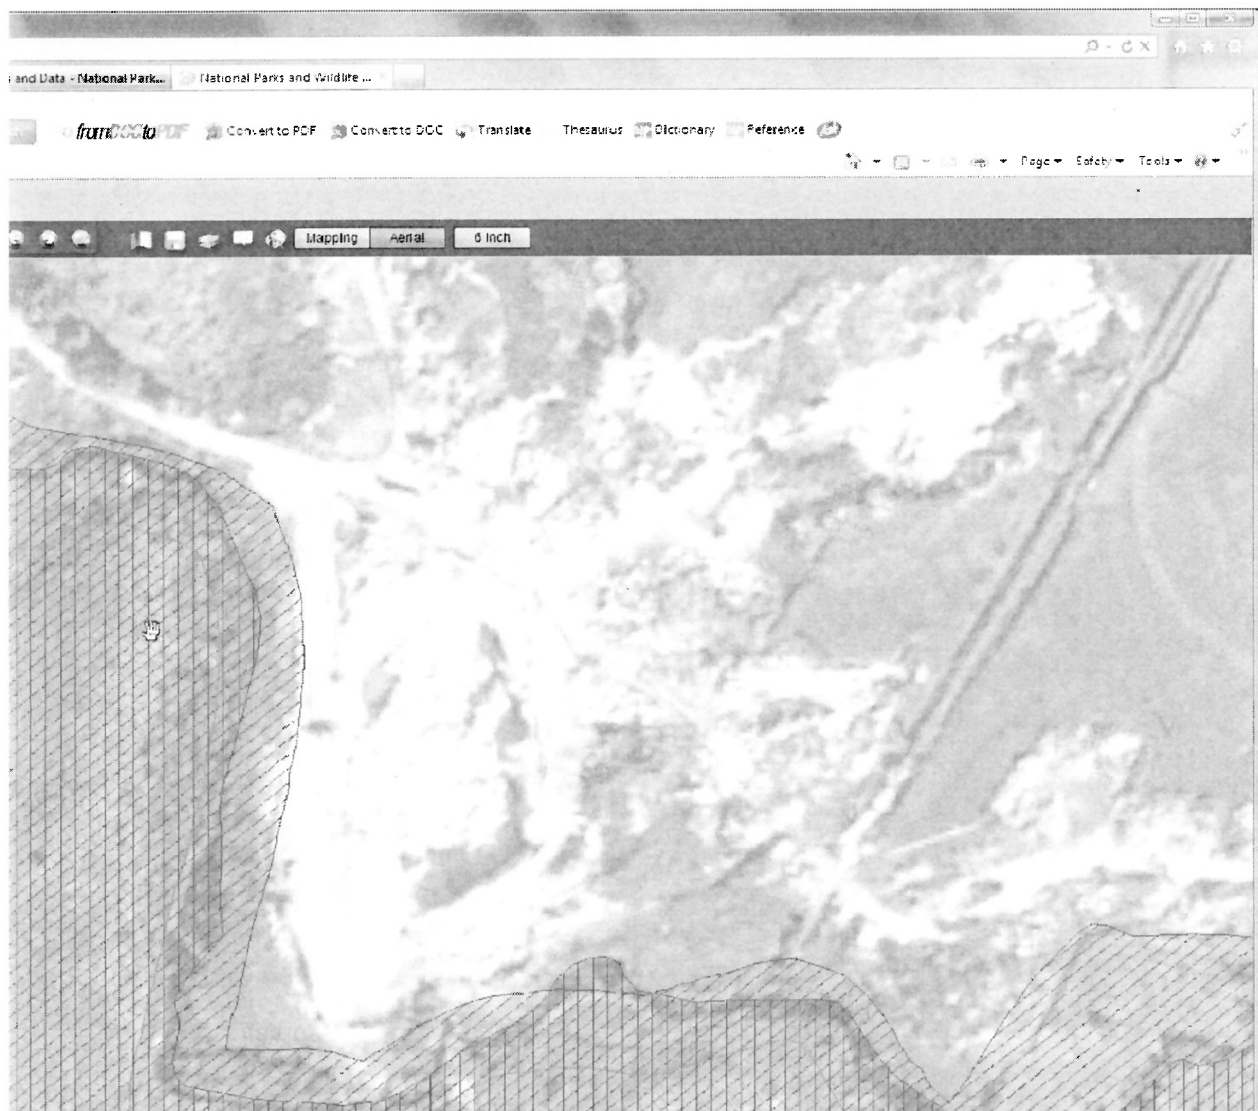 s and Data - National Park...
National Parks and Wildlife ...
fromDOCtoPDF
Convert to PDF
Convert to DOC
Translate
Thesaurus
Dictionary
Reference
Page
Safety
Tools
Mapping
Aerial
6 Inch